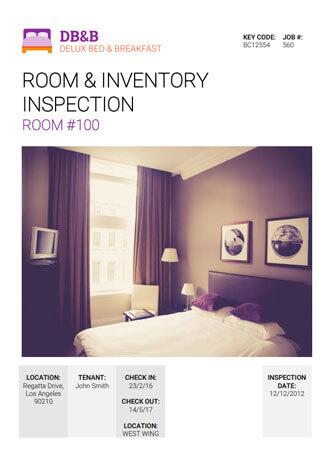 DB&B
DELUX BED & BREAKFAST
KEY CODE: JOB #:
BC12554 560
ROOM & INVENTORY
INSPECTION
ROOM #100
LOCATION:
Regatta Drive,
Los Angeles
90210
TENANT:
John Smith
CHECK IN:
23/2/16
CHECK OUT:
14/5/17
LOCATION:
WEST WING
INSPECTION
DATE:
12/12/2012